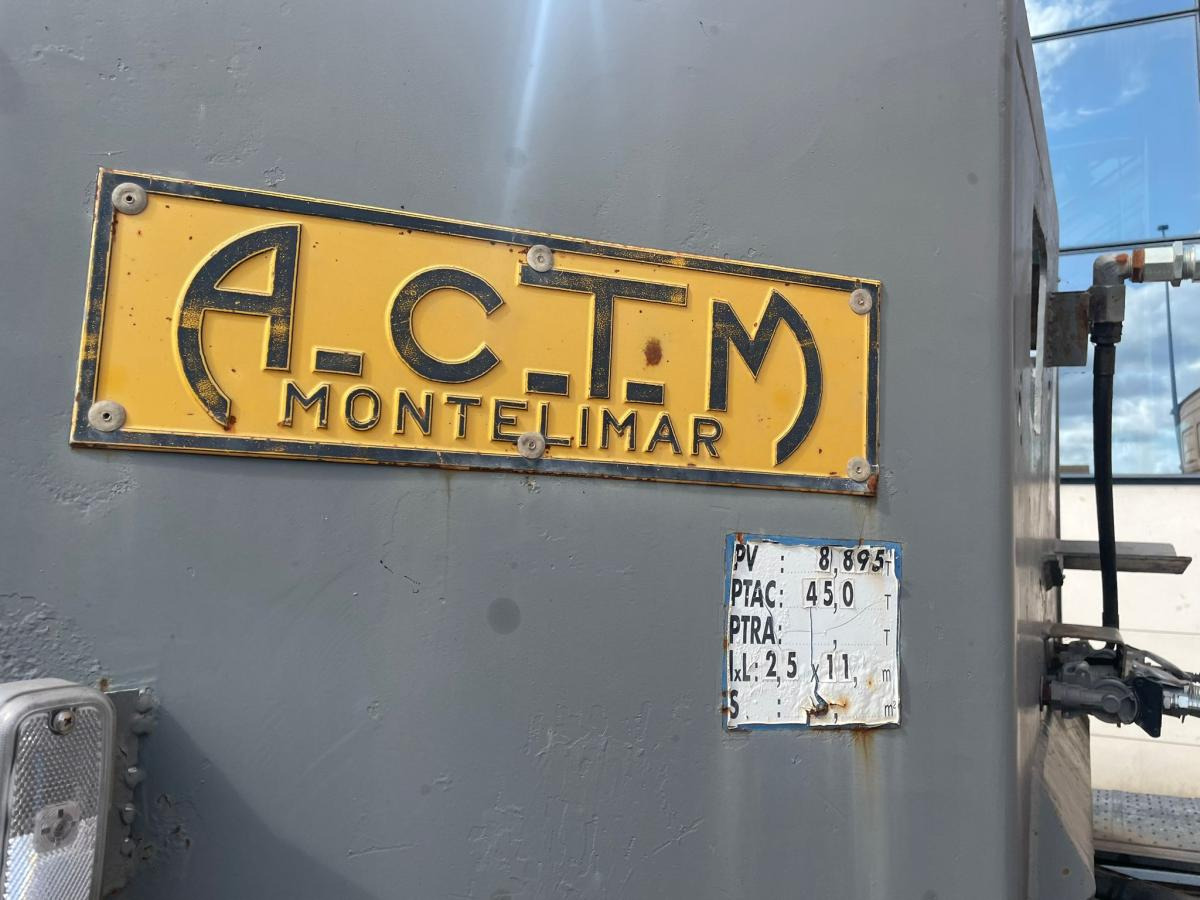 A.C.T.M
MONTELIMAR
PV : 8,895 T
PTAC: 45,0 T
PTRA: , T
lxL: 2,5 x 11, m
S : , m²